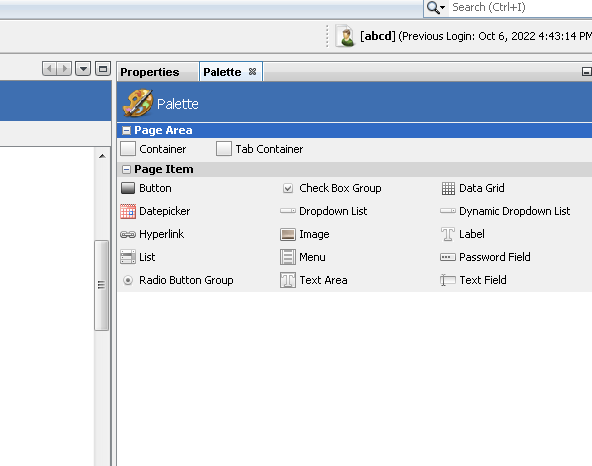 Search (Ctrl+I)
[abcd] (Previous Login: Oct 6, 2022 4:43:14 PM
Properties Palette
Palette
Page Area
Container Tab Container
Page Item
Button Check Box Group Data Grid
Datepicker Dropdown List Dynamic Dropdown List
Hyperlink Image Label
List Menu Password Field
Radio Button Group Text Area Text Field